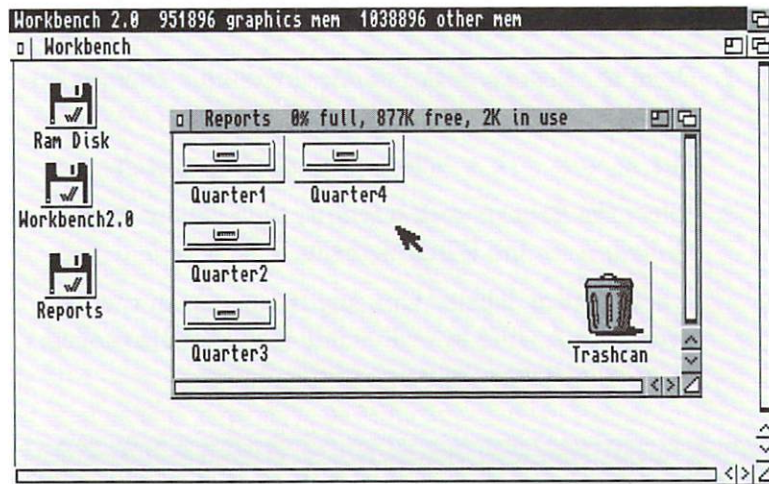 Workbench 2.0 951896 graphics mem 1038896 other mem
Workbench
Ram Disk
Workbench2.0
Reports
Reports 0% full, 877K free, 2K in use
Quarter1
Quarter4
Quarter2
Quarter3
Trashcan